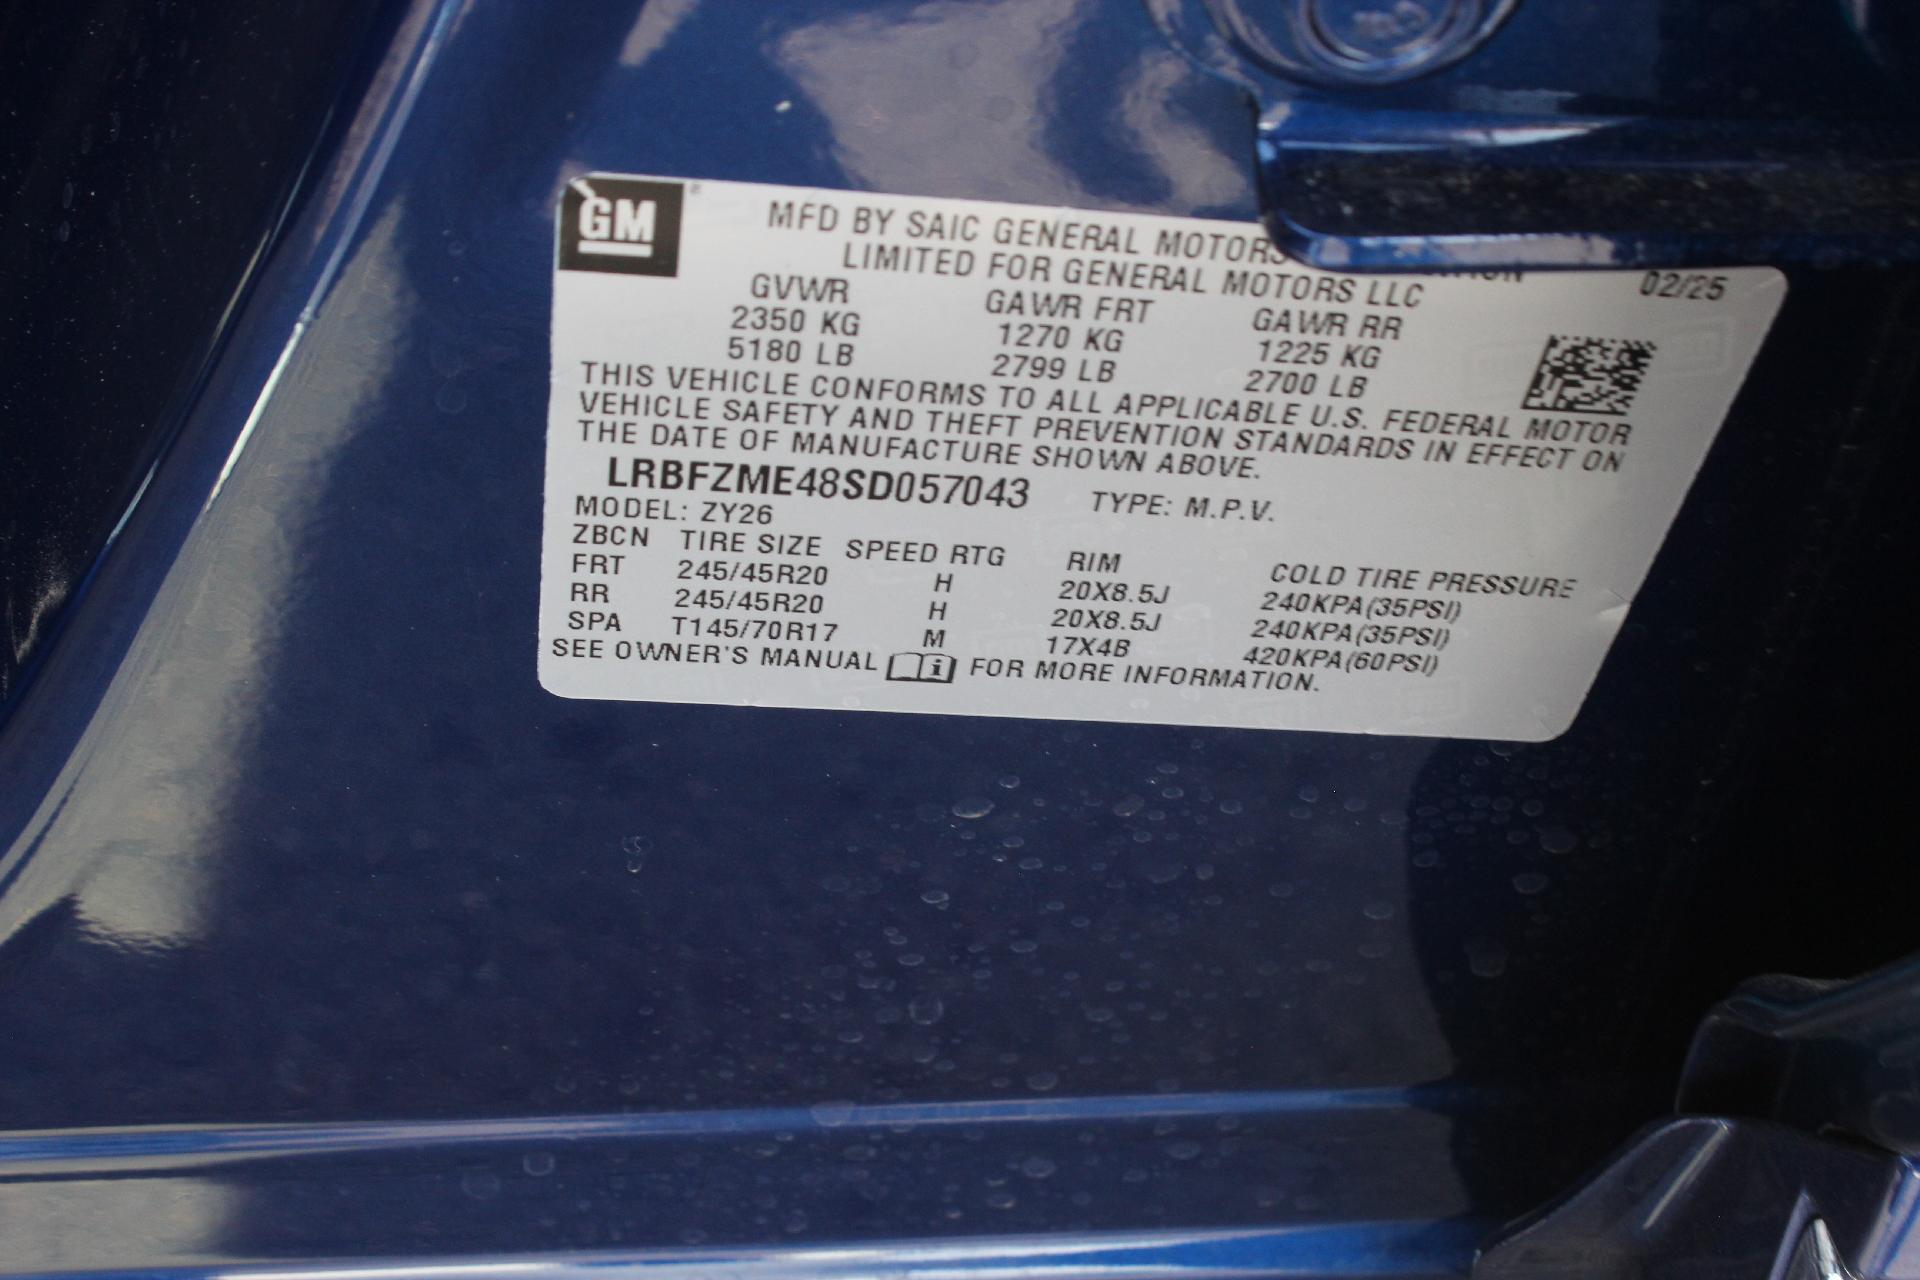 GM
MFD BY SAIC GENERAL MOTORS
LIMITED FOR GENERAL MOTORS LLC
02/25
GVWR GAWR FRT GAWR RR
2350 KG 1270 KG 1225 KG
5180 LB 2799 LB 2700 LB
THIS VEHICLE CONFORMS TO ALL APPLICABLE U.S. FEDERAL MOTOR
VEHICLE SAFETY AND THEFT PREVENTION STANDARDS IN EFFECT ON
THE DATE OF MANUFACTURE SHOWN ABOVE.
LRBFZME48SD057043 TYPE: M.P.V.
MODEL: ZY26
ZBCN TIRE SIZE SPEED RTG RIM COLD TIRE PRESSURE
FRT 245/45R20 H 20X8.5J 240KPA(35PSI)
RR 245/45R20 H 20X8.5J 240KPA(35PSI)
SPA T145/70R17 M 17X4B 420KPA(60PSI)
SEE OWNER'S MANUAL FOR MORE INFORMATION.